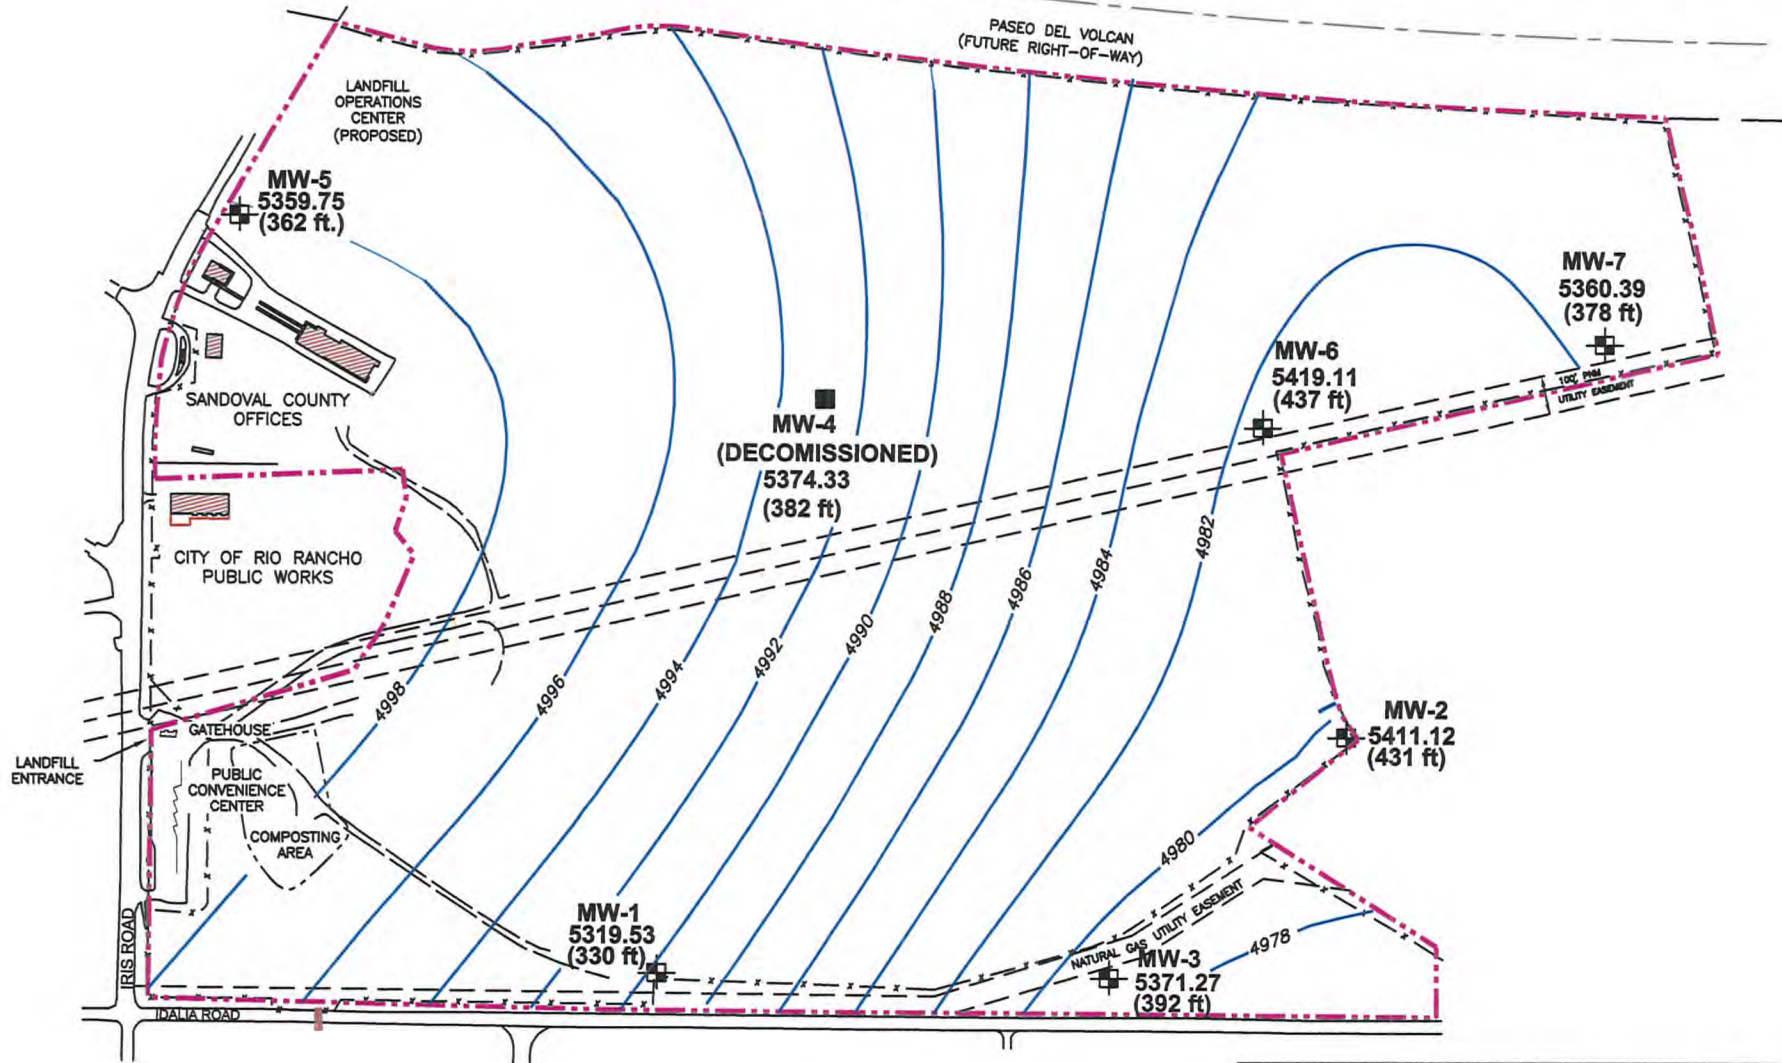 PASEO DEL VOLCAN
(FUTURE RIGHT-OF-WAY)
LANDFILL
OPERATIONS
CENTER
(PROPOSED)
MW-5
5359.75
(362 ft.)
MW-7
5360.39
(378 ft)
MW-6
5419.11
(437 ft)
100' PNM
UTILITY EASEMENT
SANDOVAL COUNTY
OFFICES
MW-4
(DECOMISSIONED)
5374.33
(382 ft)
CITY OF RIO RANCHO
PUBLIC WORKS
4998
4996
4994
4992
4990
4988
4986
4984
4982
MW-2
5411.12
(431 ft)
GATEHOUSE
LANDFILL
ENTRANCE
PUBLIC
CONVENIENCE
CENTER
COMPOSTING
AREA
4980
NATURAL GAS UTILITY EASEMENT
4978
MW-1
5319.53
(330 ft)
MW-3
5371.27
(392 ft)
IRIS ROAD
IDALIA ROAD